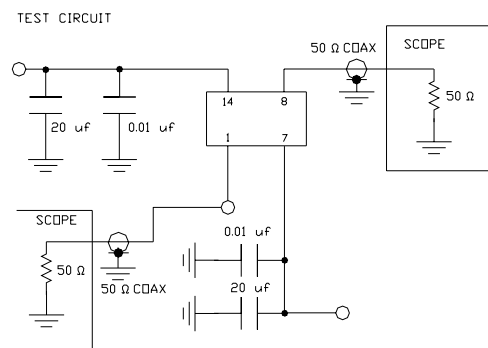 TEST CIRCUIT
50 Ω COAX
SCOPE
14
8
50 Ω
20 uf
0.01 uf
1
7
SCOPE
0.01 uf
50 Ω
50 Ω COAX
20 uf